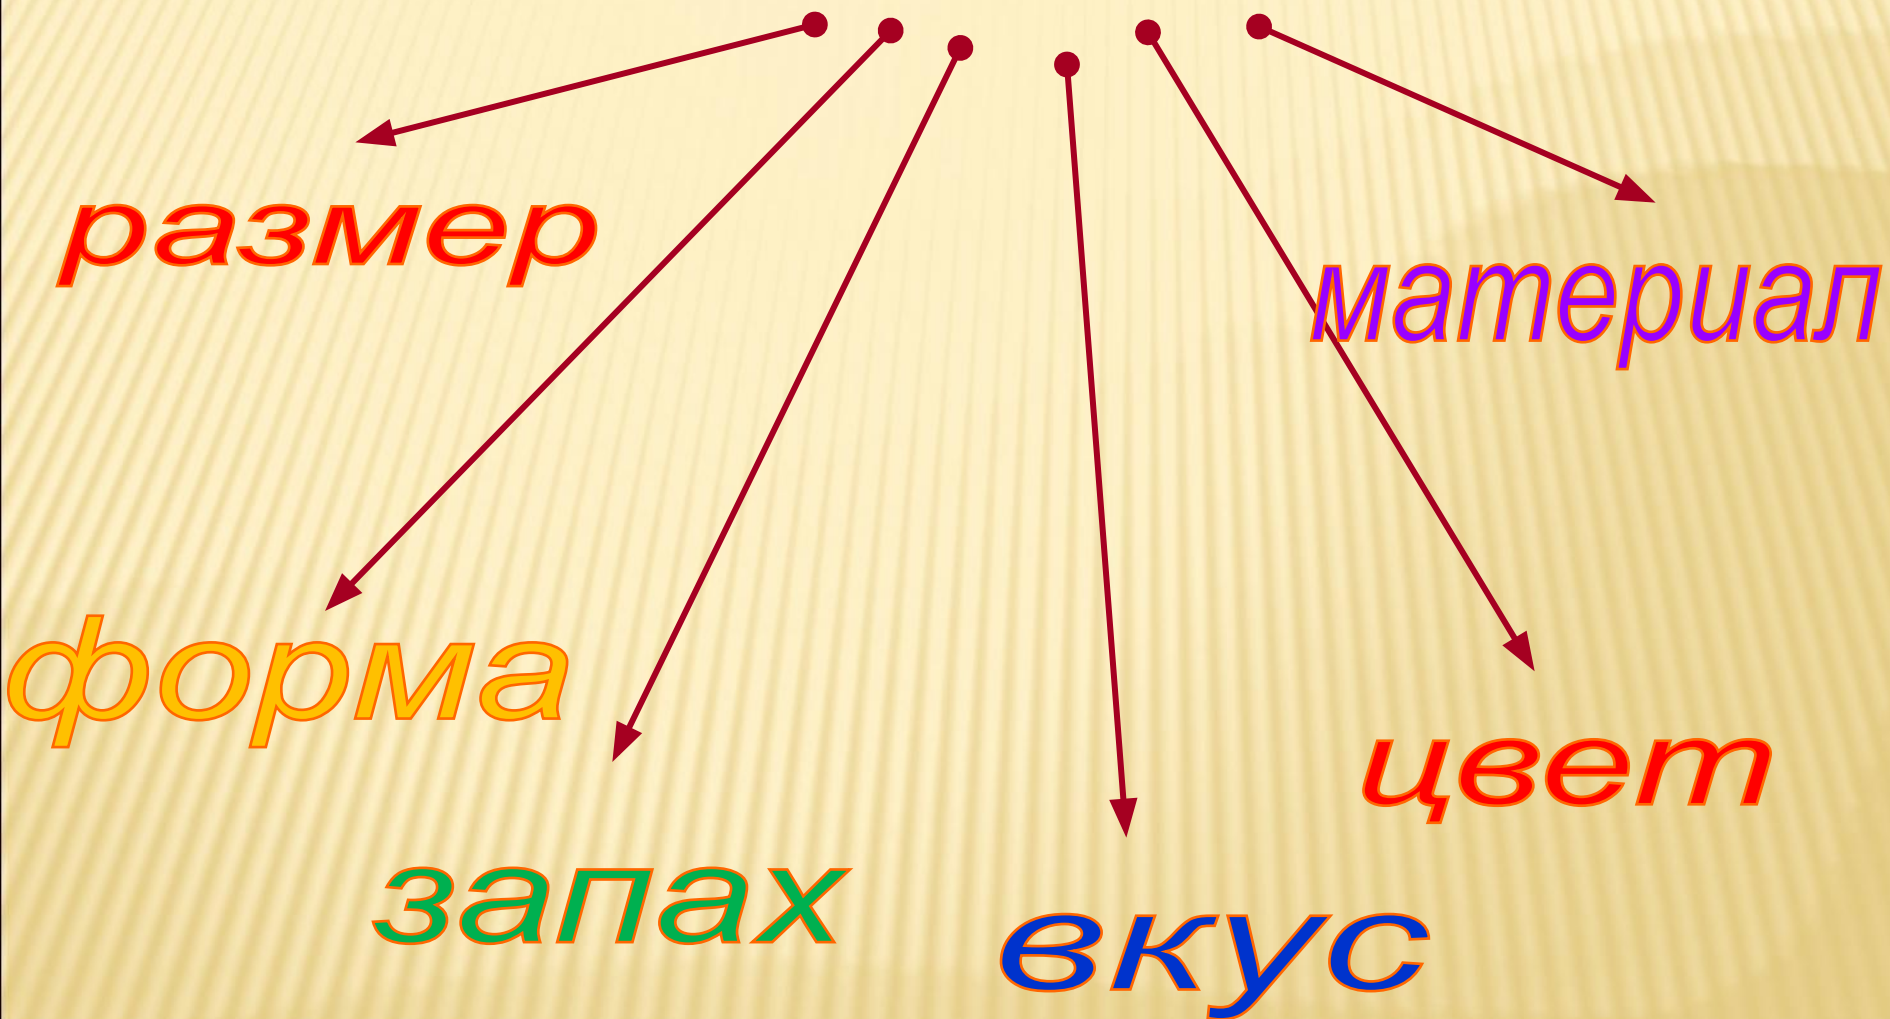 размер
материал
форма
цвет
запах
вкус